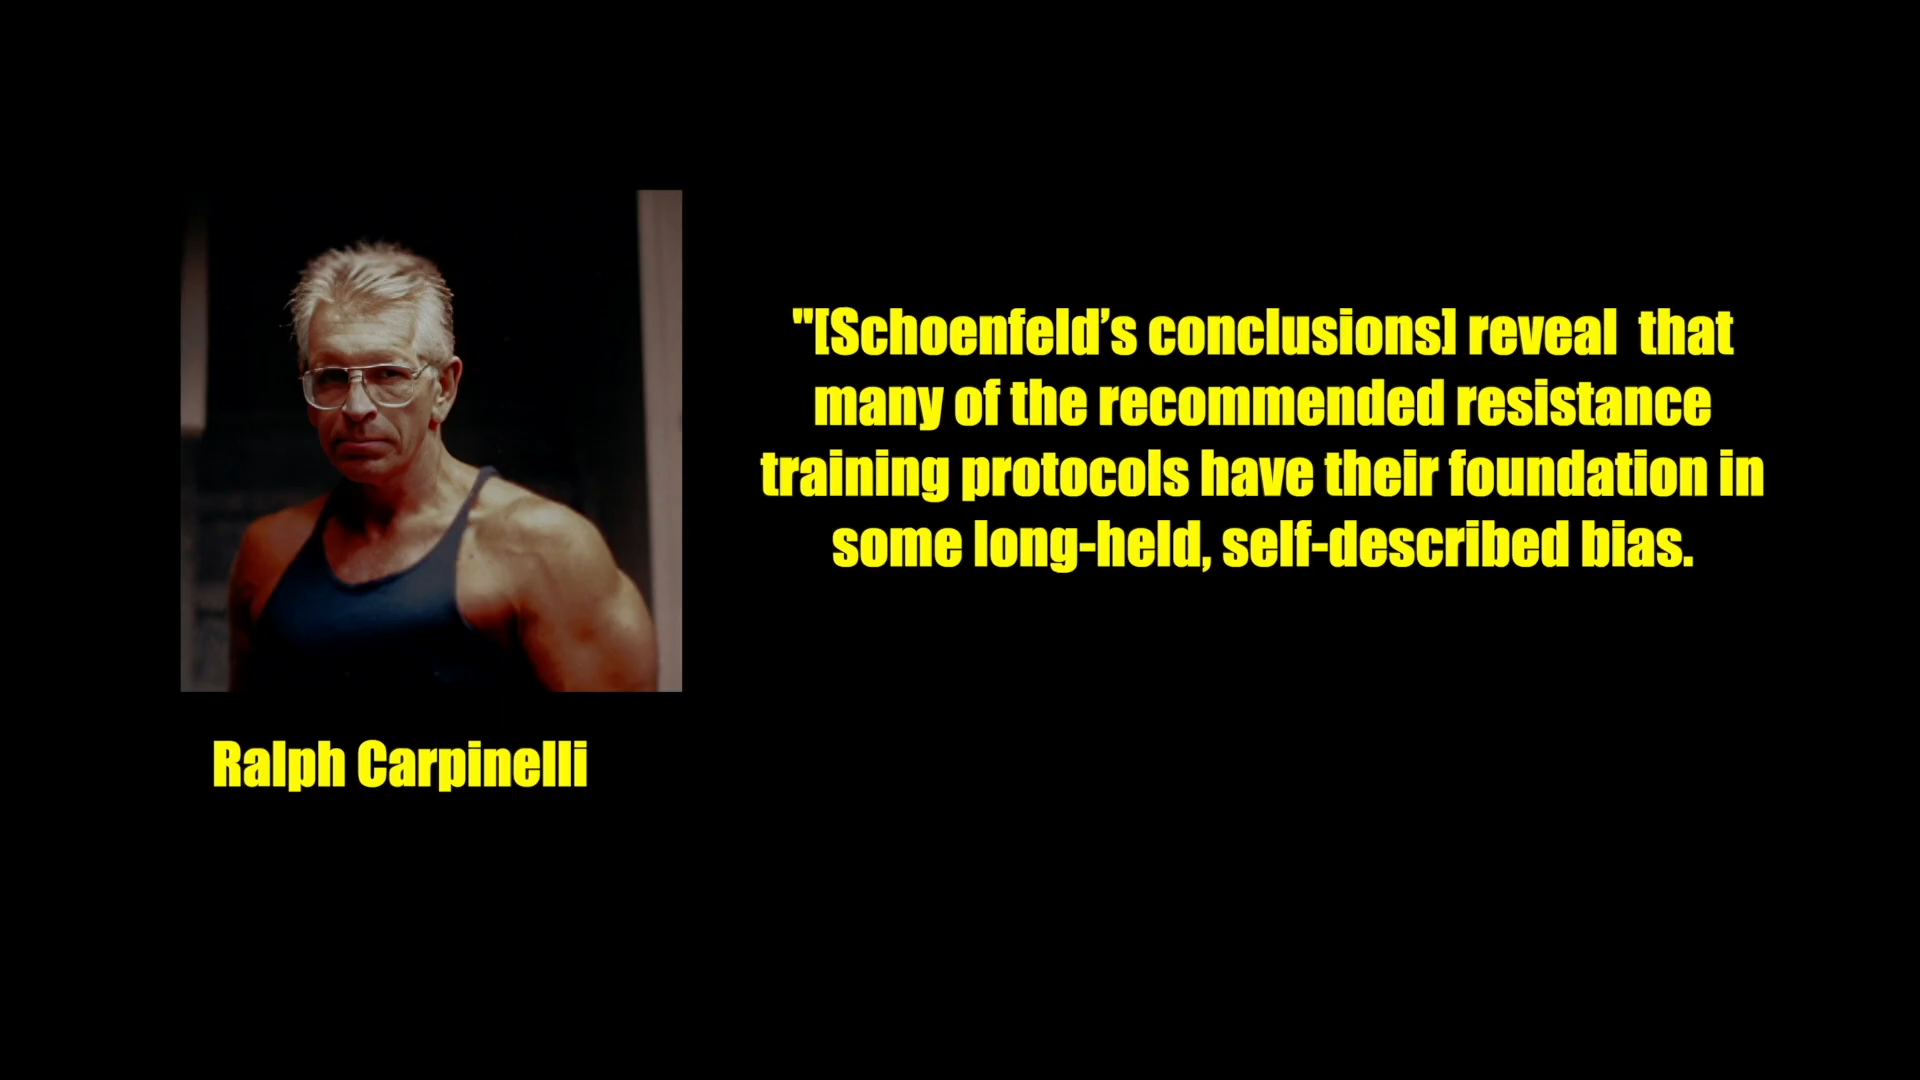 "[Schoenfeld’s conclusions] reveal  that
many of the recommended resistance
training protocols have their foundation in
some long-held, self-described bias.
Ralph Carpinelli